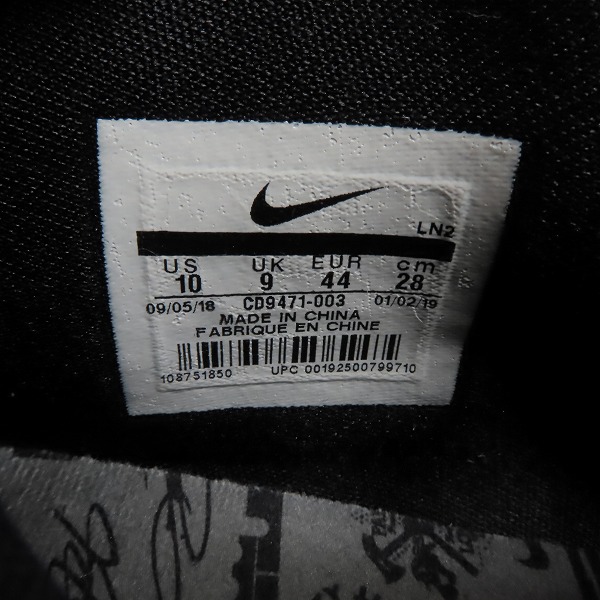 LN2
US UK EUR cm
10 9 44 28
09/05/18 CD9471-003 01/02/19
MADE IN CHINA
FABRIQUE EN CHINE
108751850 UPC 00192500799710